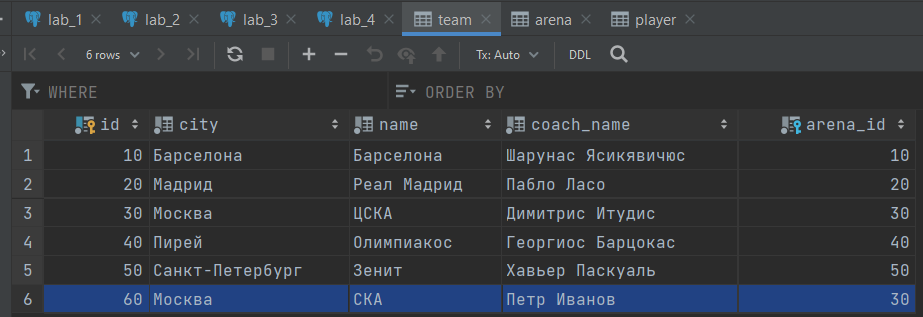 lab_1 lab_2 lab_3 lab_4 team arena player
6 rows Tx: Auto DDL
WHERE ORDER BY
id city name coach_name arena_id
1 10 Барселона Барселона Шарунас Ясикявичюс 10
2 20 Мадрид Реал Мадрид Пабло Ласо 20
3 30 Москва ЦСКА Димитрис Итудис 30
4 40 Пирей Олимпиакос Георгиос Барцокас 40
5 50 Санкт-Петербург Зенит Хавьер Паскуаль 50
6 60 Москва СКА Петр Иванов 30